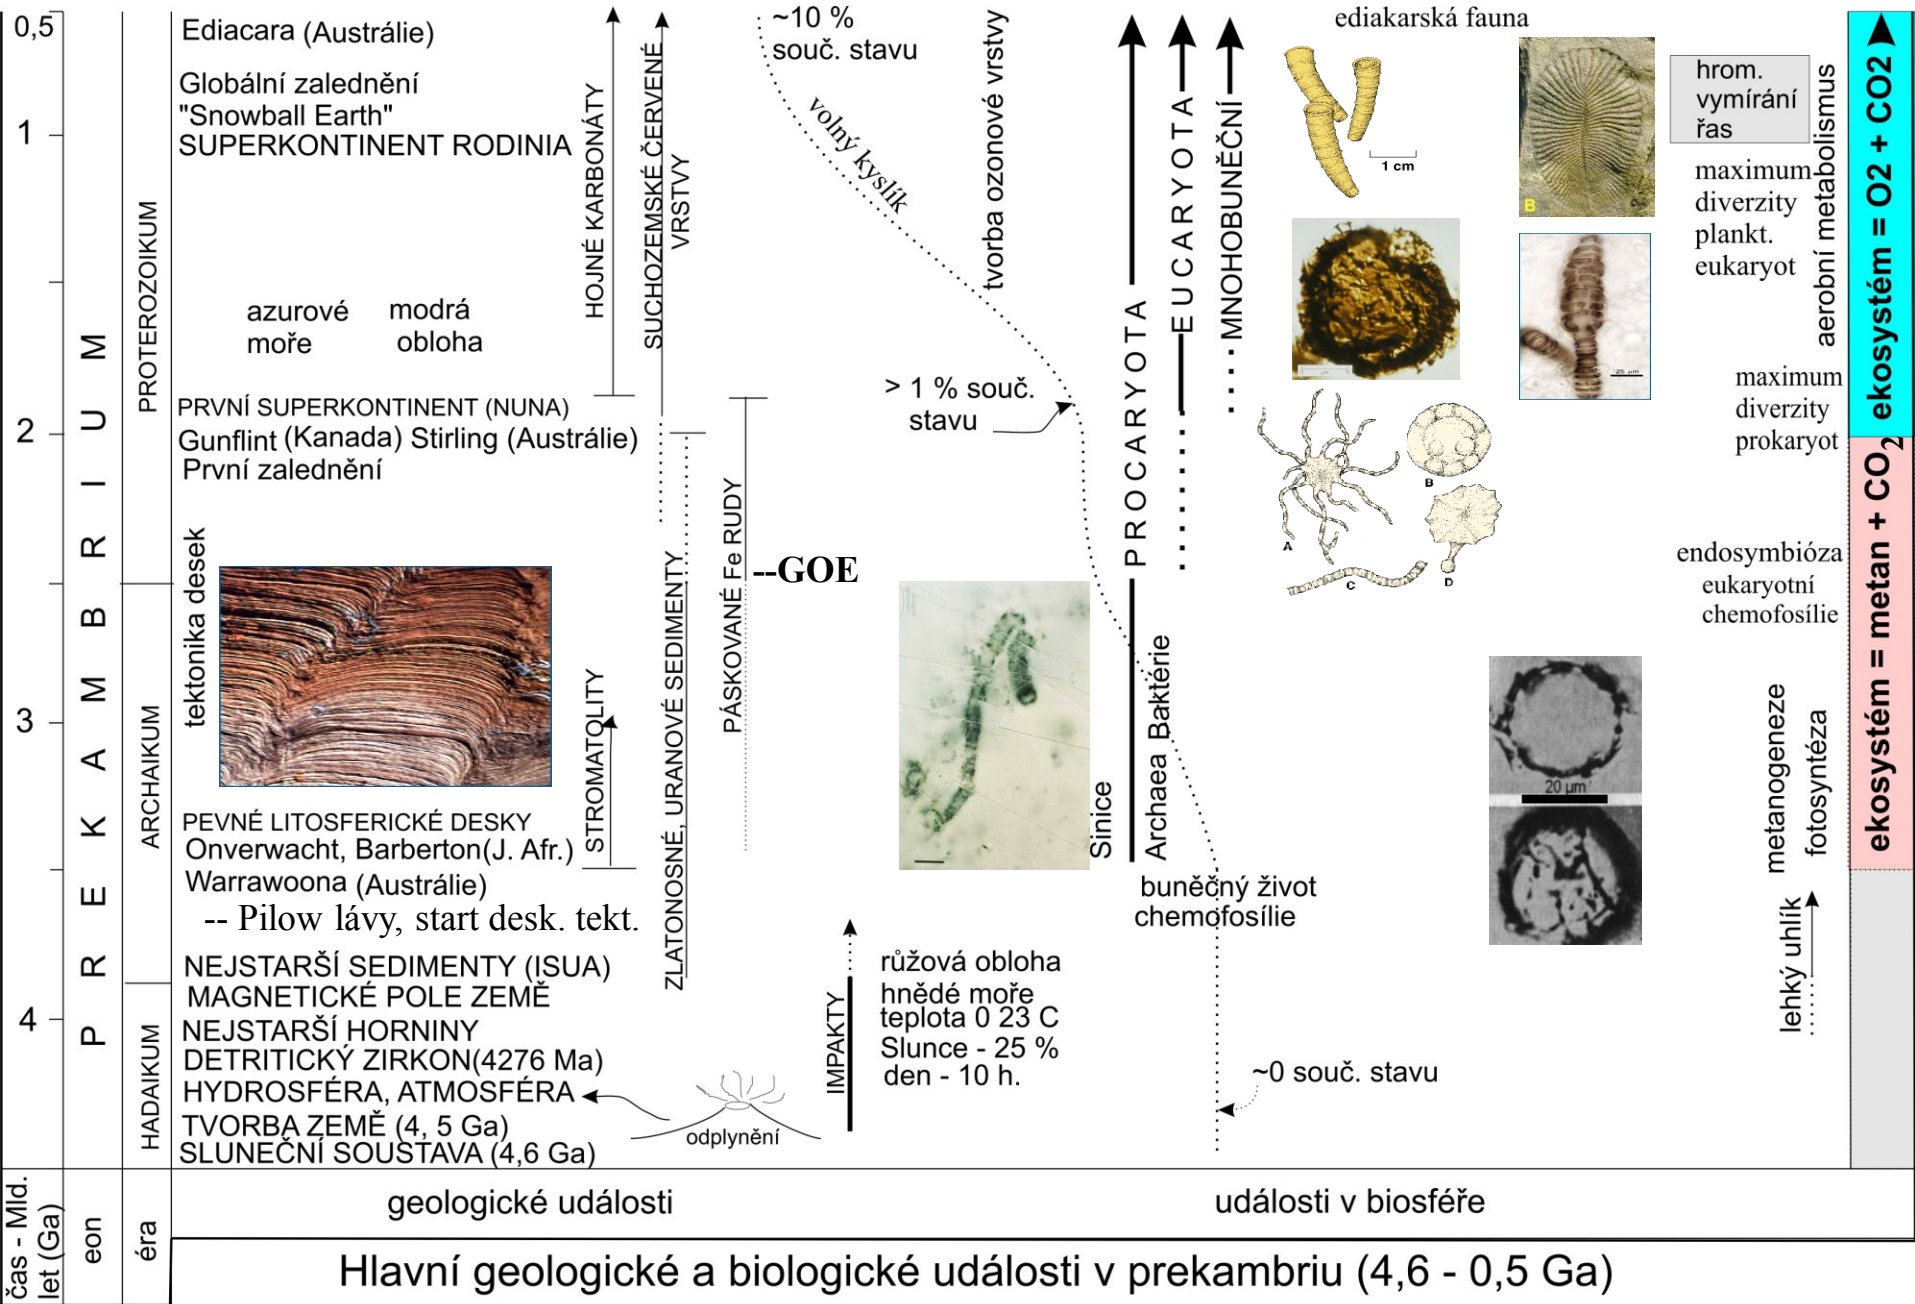 0,5
1
2
3
4
čas - Mld.
let (Ga)
PREKAMBRIUM
eon
PROTEROZOIKUM
ARCHAIKUM
HADAIKUM
éra
Ediacara (Austrálie)
Globální zalednění
"Snowball Earth"
SUPERKONTINENT RODINIA
azurové
moře
modrá
obloha
PRVNÍ SUPERKONTINENT (NUNA)
Gunflint (Kanada) Stirling (Austrálie)
První zalednění
tektonika desek
PEVNÉ LITOSFERICKÉ DESKY
Onverwacht, Barberton(J. Afr.)
Warrawoona (Austrálie)
-- Pilow lávy, start desk. tekt.
NEJSTARŠÍ SEDIMENTY (ISUA)
MAGNETICKÉ POLE ZEMĚ
NEJSTARŠÍ HORNINY
DETRITICKÝ ZIRKON(4276 Ma)
HYDROSFÉRA, ATMOSFÉRA
TVORBA ZEMĚ (4, 5 Ga)
SLUNEČNÍ SOUSTAVA (4,6 Ga)
odplynění
HOJNÉ KARBONÁTY
SUCHOZEMSKÉ ČERVENÉ
VRSTVY
STROMATOLITY
ZLATONOSNÉ, URANOVÉ SEDIMENTY
PÁSKOVANÉ Fe RUDY
--GOE
IMPAKTY
růžová obloha
hnědé moře
teplota 0 23 C
Slunce - 25 %
den - 10 h.
~10 %
souč. stavu
volný kyslík
> 1 % souč.
stavu
~0 souč. stavu
tvorba ozonové vrstvy
PROCARYOTA
EUCARYOTA
MNOHOBUNĚČNÍ
Sinice
Archaea Baktérie
buněčný život
chemofosílie
ediakarská fauna
1 cm
B
25 µm
A
B
C
D
20 µm
hrom.
vymírání
řas
maximum
diverzity
plankt.
eukaryot
aerobní metabolismus
maximum
diverzity
prokaryot
endosymbióza
eukaryotní
chemofosílie
metanogeneze
fotosyntéza
lehký uhlík
ekosystém = O2 + CO2
ekosystém = metan + CO2
geologické události
události v biosféře
Hlavní geologické a biologické události v prekambriu (4,6 - 0,5 Ga)